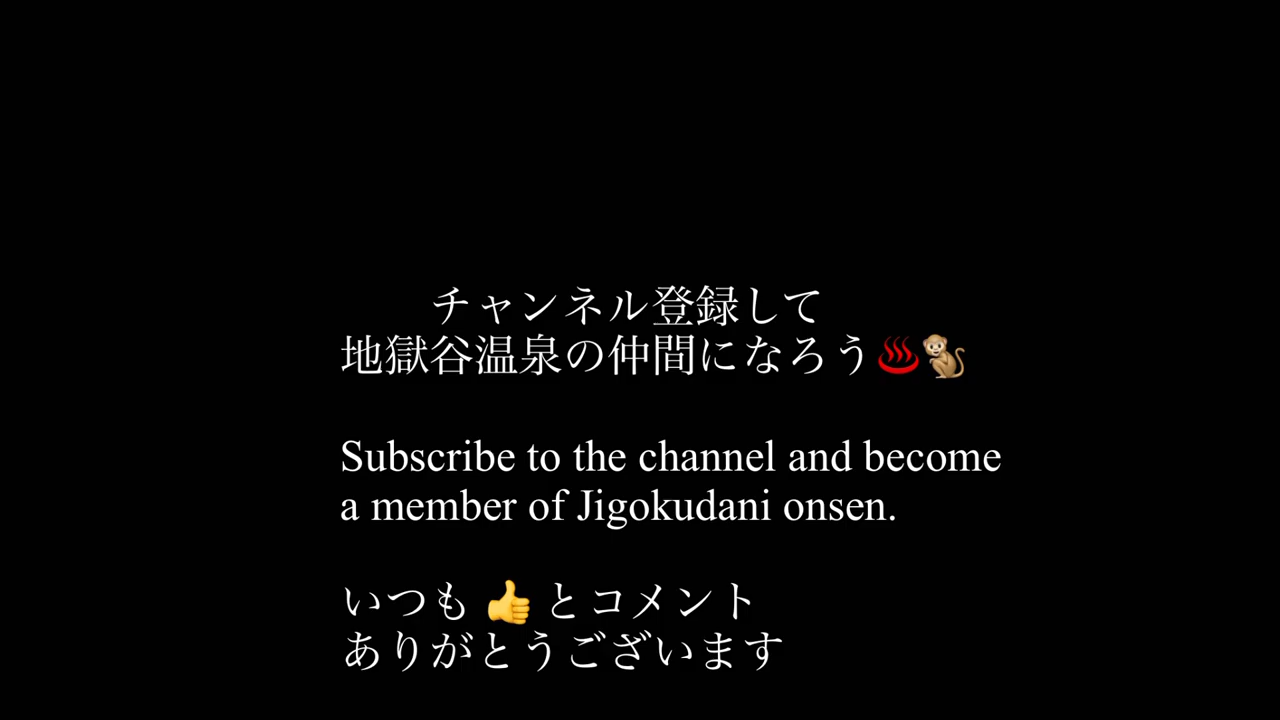 チャンネル登録して
地獄谷温泉の仲間になろう♨️🐒
Subscribe to the channel and become
a member of Jigokudani onsen.
いつも 👍 とコメント
ありがとうございます